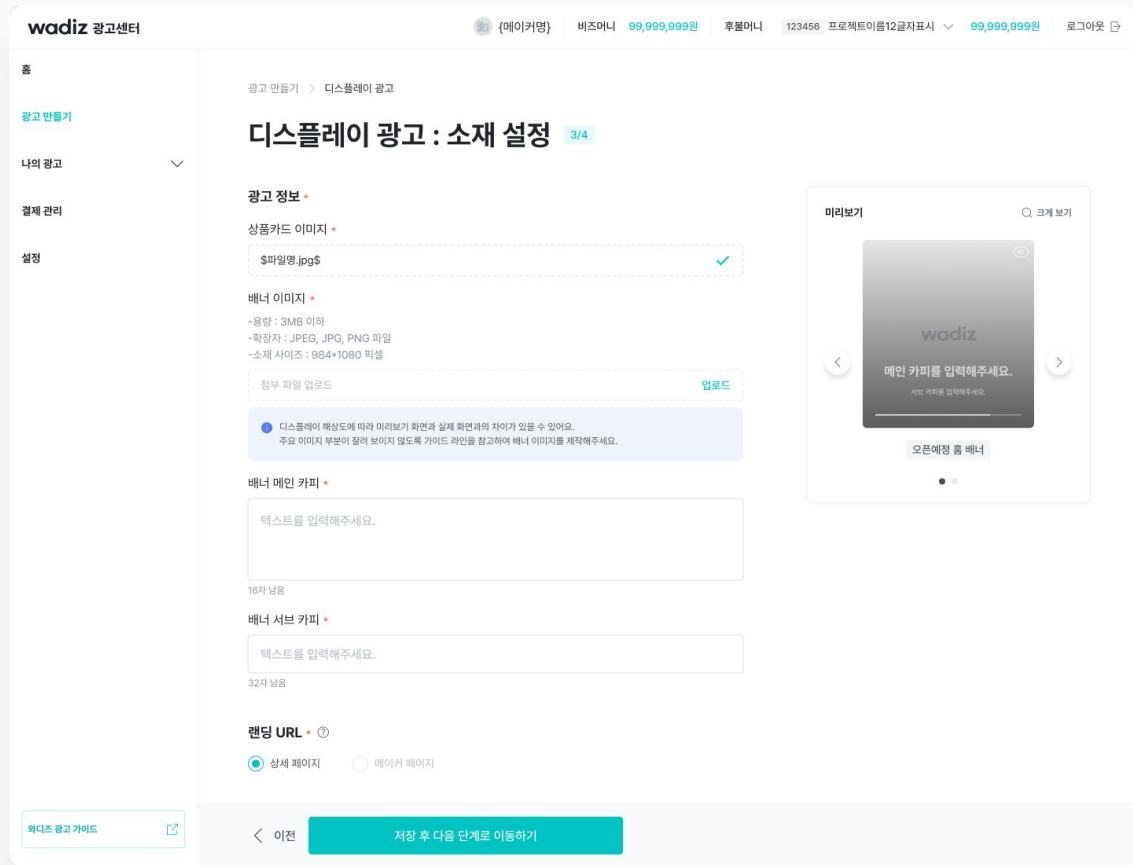 wadiz 광고센터
{메이커명}
비즈머니 99,999,999원
후불머니 123456 프로젝트이름12글자표시 99,999,999원
로그아웃
홈
광고 만들기
나의 광고
결제 관리
설정
와디즈 광고 가이드
광고 만들기 > 디스플레이 광고
디스플레이 광고 : 소재 설정 3/4
광고 정보 *
상품카드 이미지 *
$파일명.jpg$
배너 이미지 *
-용량 : 3MB 이하
-확장자 : JPEG, JPG, PNG 파일
-소재 사이즈 : 984*1080 픽셀
첨부 파일 업로드 업로드
디스플레이 해상도에 따라 미리보기 화면과 실제 화면과의 차이가 있을 수 있어요.
주요 이미지 부분이 잘려 보이지 않도록 가이드 라인을 참고하여 배너 이미지를 제작해주세요.
배너 메인 카피 *
텍스트를 입력해주세요.
16자 남음
배너 서브 카피 *
텍스트를 입력해주세요.
32자 남음
랜딩 URL * ?
상세 페이지
메이커 페이지
미리보기
크게 보기
AD
wadiz
메인 카피를 입력해주세요.
서브 카피를 입력해주세요.
오픈예정 홈 배너
이전
저장 후 다음 단계로 이동하기